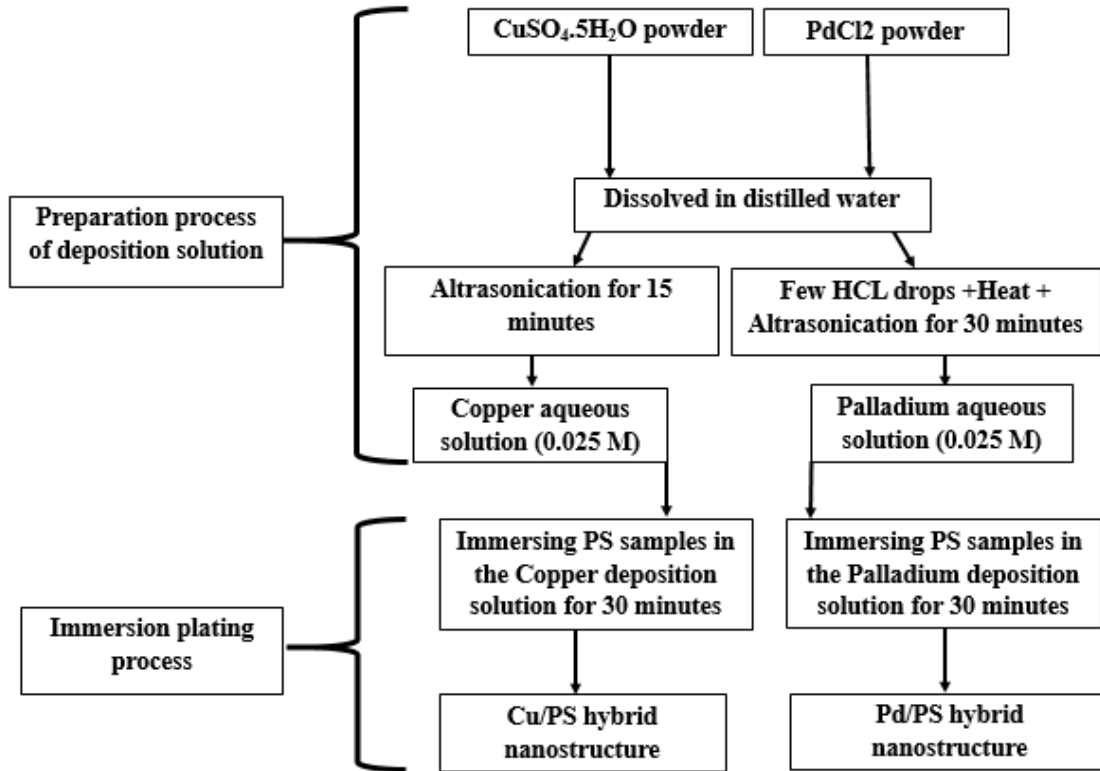 CuSO₄.5H₂O powder
PdCl2 powder
Dissolved in distilled water
Preparation process
of deposition solution
Altrasonication for 15
minutes
Few HCL drops +Heat +
Altrasonication for 30 minutes
Copper aqueous
solution (0.025 M)
Palladium aqueous
solution (0.025 M)
Immersing PS samples in
the Copper deposition
solution for 30 minutes
Immersing PS samples in
the Palladium deposition
solution for 30 minutes
Immersion plating
process
Cu/PS hybrid
nanostructure
Pd/PS hybrid
nanostructure